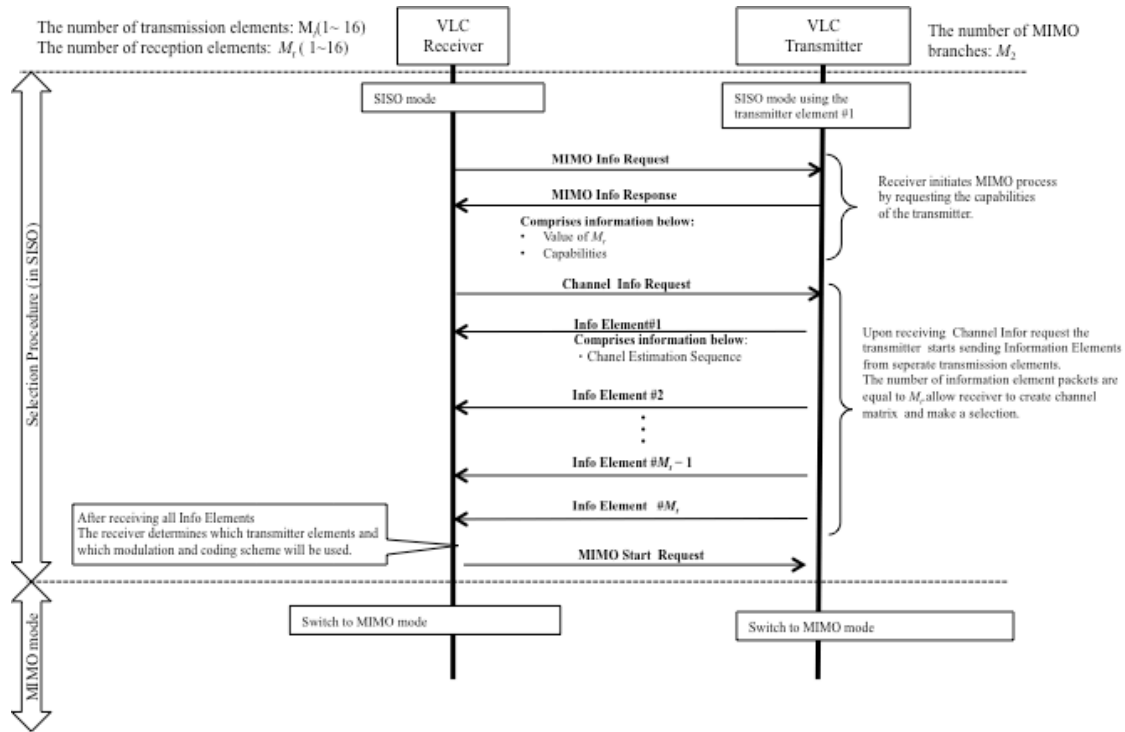 The number of transmission elements: Mt(1~ 16)
The number of reception elements: Mr ( 1~16)
VLC
Receiver
VLC
Transmitter
The number of MIMO
branches: M2
SISO mode
SISO mode using the
transmitter element #1
MIMO Info Request
MIMO Info Response
Comprises information below:
• Value of Mt
• Capabilities
Receiver initiates MIMO process
by requesting the capabilities
of the transmitter.
Channel Info Request
Info Element#1
Comprises information below:
· Chanel Estimation Sequence
Info Element #2
Info Element #Mt − 1
Info Element #Mt
Upon receiving Channel Infor request the
transmitter starts sending Information Elements
from seperate transmission elements.
The number of information element packets are
equal to Mt allow receiver to create channel
matrix and make a selection.
After receiving all Info Elements
The receiver determines which transmitter elements and
which modulation and coding scheme will be used.
MIMO Start Request
Selection Procedure ( in SISO)
Switch to MIMO mode
Switch to MIMO mode
MIMO mode